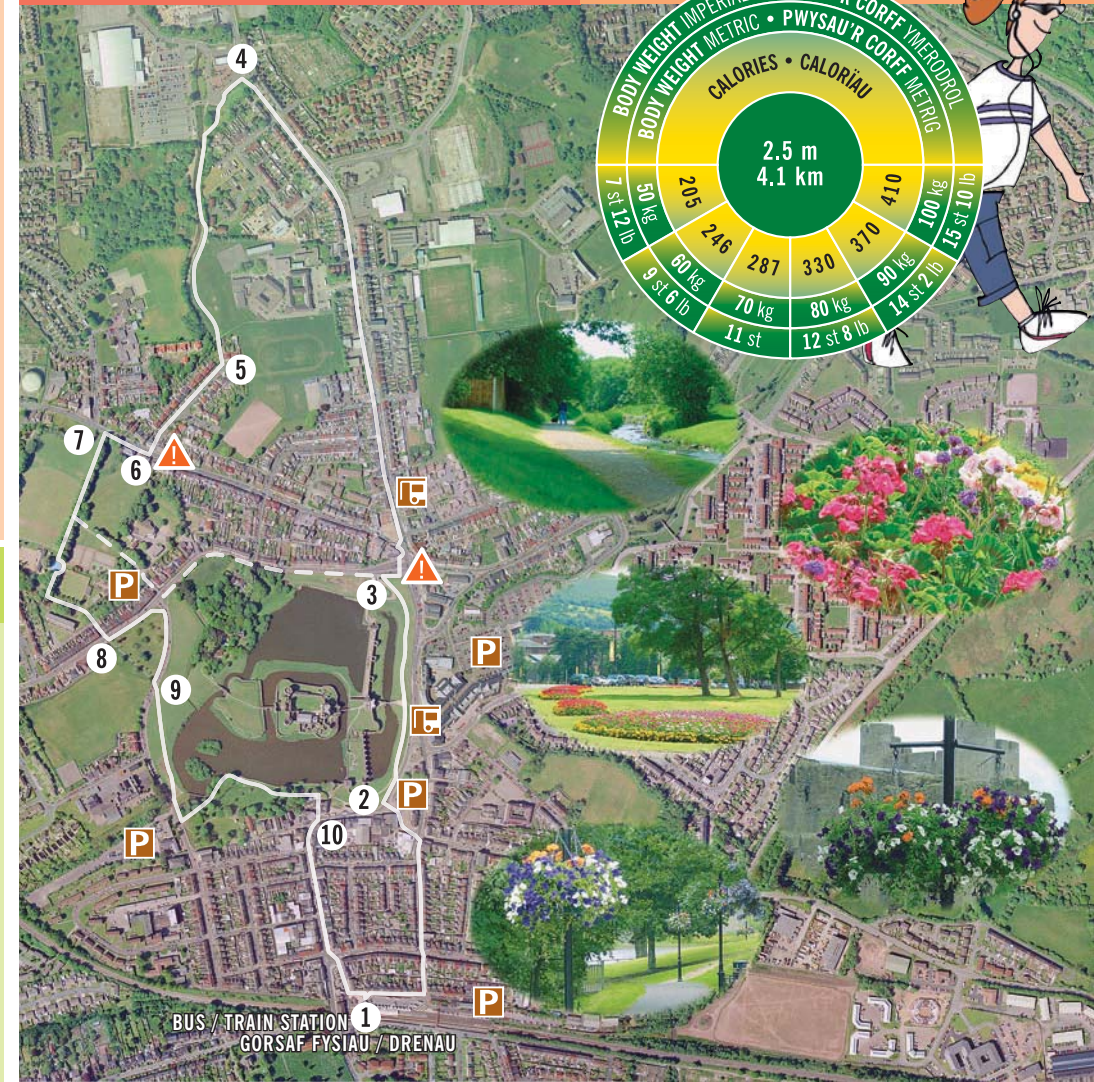 BODY WEIGHT IMPERIAL
CORFF YMERODROL
BODY WEIGHT METRIC • PWYSAU'R CORFF METRIG
CALORIES • CALORÏAU
2.5 m
4.1 km
205
246
287
330
370
410
50 kg
60 kg
70 kg
80 kg
90 kg
100 kg
7 st 12 lb
9 st 6 lb
11 st
12 st 8 lb
14 st 2 lb
15 st 10 lb
4
5
7
6
!
!
3
P
P
8
9
2
P
10
P
P
1
BUS / TRAIN STATION
GORSAF FYSIAU / DRENAU